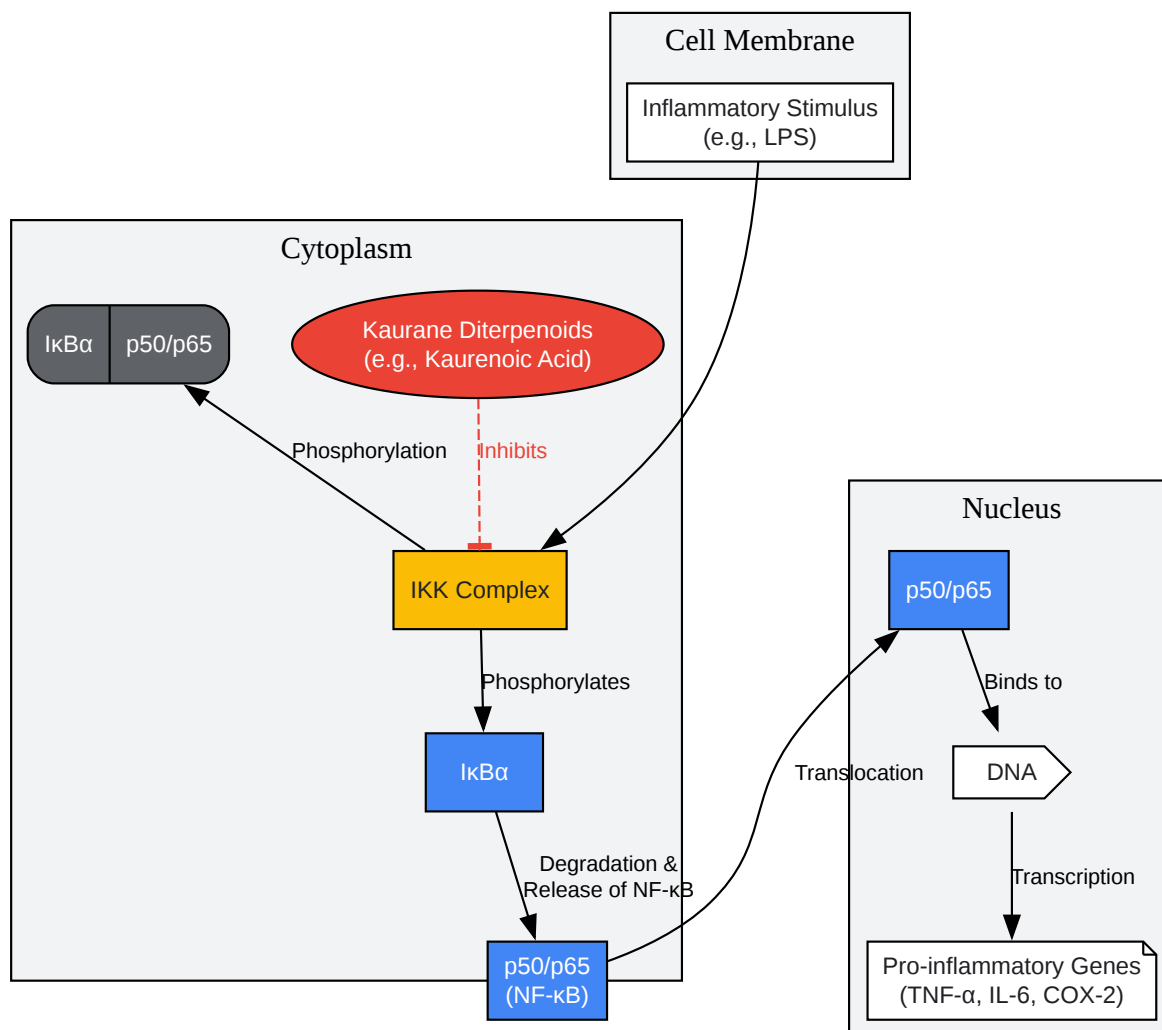 Cell Membrane
Inflammatory Stimulus
(e.g., LPS)
Cytoplasm
IκBα
p50/p65
Kaurane Diterpenoids
(e.g., Kaurenoic Acid)
Phosphorylation
Inhibits
Nucleus
IKK Complex
p50/p65
Phosphorylates
Binds to
IκBα
Translocation
DNA
Degradation &
Release of NF-κB
Transcription
p50/p65
(NF-κB)
Pro-inflammatory Genes
(TNF-α, IL-6, COX-2)